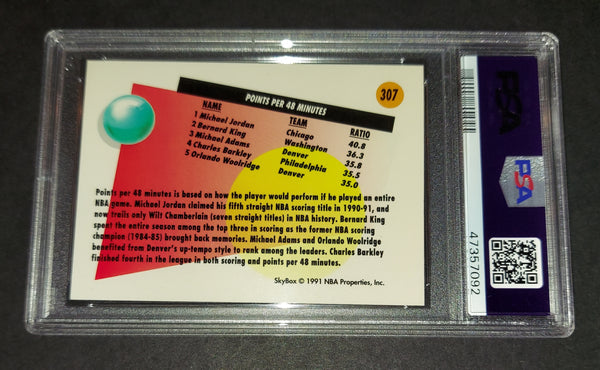 307
POINTS PER 48 MINUTES
NAME TEAM RATIO
1 Michael Jordan Chicago 40.8
2 Bernard King Washington 36.3
3 Michael Adams Denver 35.8
4 Charles Barkley Philadelphia 35.5
5 Orlando Woolridge Denver 35.0
Points per 48 minutes is based on how the player would perform if he played an entire
NBA game. Michael Jordan claimed his fifth straight NBA scoring title in 1990-91, and
now trails only Wilt Chamberlain (seven straight titles) in NBA history. Bernard King
spent the entire season among the top three in scoring as the former NBA scoring
champion (1984-85) brought back memories. Michael Adams and Orlando Woolridge
benefited from Denver's up-tempo style to rank among the leaders. Charles Barkley
finished fourth in the league in both scoring and points per 48 minutes.
SkyBox © 1991 NBA Properties, Inc.
PSA
PSA
47357092